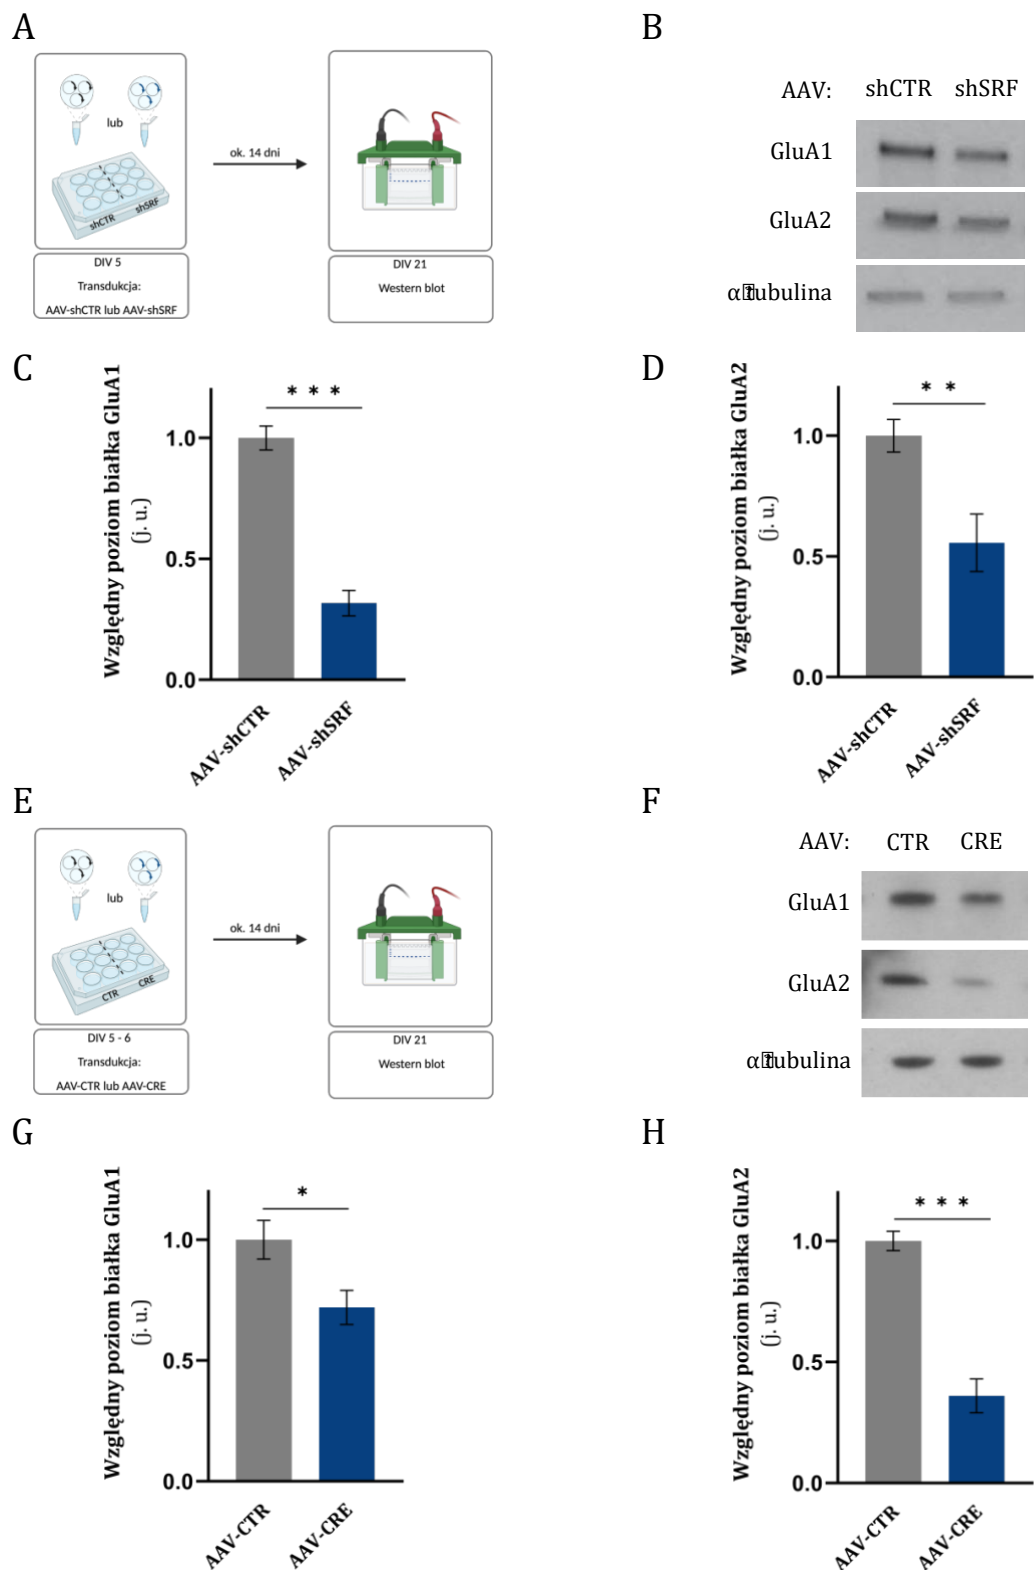 A
lub
shCTR
shSRF
DIV 5
Transdukcja:
AAV-shCTR lub AAV-shSRF
ok. 14 dni
DIV 21
Western blot
B
AAV: shCTR shSRF
GluA1
GluA2
α tubulina
C
Względny poziom białka GluA1
(j. u.)
1.0
0.5
0.0
* * *
AAV-shCTR
AAV-shSRF
D
Względny poziom białka GluA2
(j. u.)
1.0
0.5
0.0
* *
AAV-shCTR
AAV-shSRF
E
lub
CTR
CRE
DIV 5 - 6
Transdukcja:
AAV-CTR lub AAV-CRE
ok. 14 dni
DIV 21
Western blot
F
AAV: CTR CRE
GluA1
GluA2
α tubulina
G
Względny poziom białka GluA1
(j. u.)
1.0
0.5
0.0
*
AAV-CTR
AAV-CRE
H
Względny poziom białka GluA2
(j. u.)
1.0
0.5
0.0
* * *
AAV-CTR
AAV-CRE